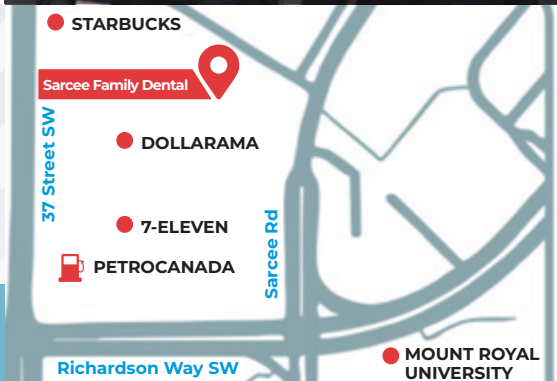 STARBUCKS
Sarcee Family Dental
37 Street SW
DOLLARAMA
7-ELEVEN
Sarcee Rd
PETROCANADA
Richardson Way SW
MOUNT ROYAL
UNIVERSITY